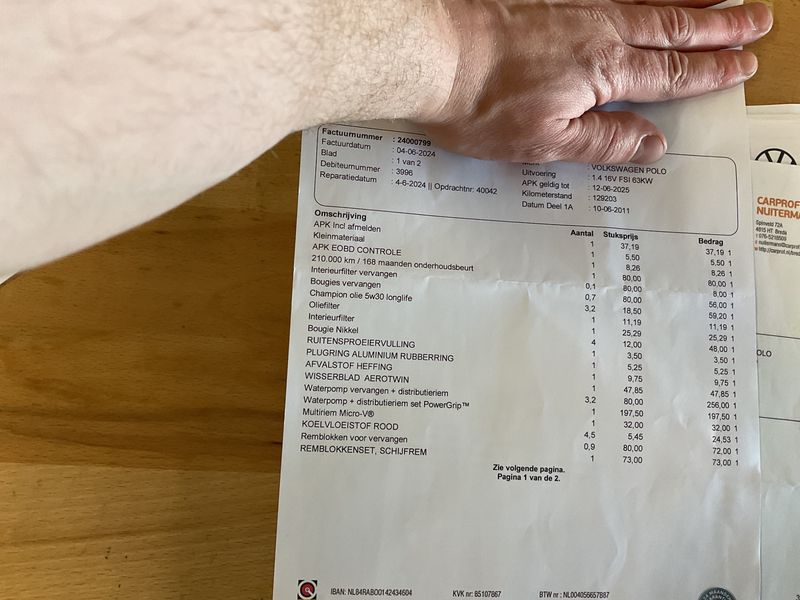 Factuurnummer : 24000799
Factuurdatum : 04-06-2024
Blad : 1 van 2
Debiteurnummer : 3996
Reparatiedatum : 4-6-2024 || Opdrachtnr: 40042
: VOLKSWAGEN POLO
Uitvoering : 1.4 16V FSI 63KW
APK geldig tot : 12-06-2025
Kilometerstand : 129203
Datum Deel 1A : 10-06-2011
Omschrijving Aantal Stuksprijs Bedrag
APK Incl afmelden 1 37,19 37,19 1
Kleinmateriaal 1 5,50 5,50 1
APK EOBD CONTROLE 1 8,26 8,26 1
210.000 km / 168 maanden onderhoudsbeurt 1 80,00 80,00 1
Interieurfilter vervangen 0,1 80,00 8,00 1
Bougies vervangen 0,7 80,00 56,00 1
Champion olie 5w30 longlife 3,2 18,50 59,20 1
Oliefilter 1 11,19 11,19 1
Interieurfilter 1 25,29 25,29 1
Bougie Nikkel 4 12,00 48,00 1
RUITENSPROEIERVULLING 1 3,50 3,50 1
PLUGRING ALUMINIUM RUBBERRING 1 5,25 5,25 1
AFVALSTOF HEFFING 1 9,75 9,75 1
WISSERBLAD AEROTWIN 1 47,85 47,85 1
Waterpomp vervangen + distributieriem 3,2 80,00 256,00 1
Waterpomp + distributieriem set PowerGrip™ 1 197,50 197,50 1
Multiriem Micro-V® 1 32,00 32,00 1
KOELVLOEISTOF ROOD 4,5 5,45 24,53 1
Remblokken voor vervangen 0,9 80,00 72,00 1
REMBLOKKENSET, SCHIJFREM 1 73,00 73,00 1
Zie volgende pagina.
Pagina 1 van de 2.
IBAN: NL84RABO0142434604 KVK nr: 85107867 BTW nr : NL004056657B87
CARPROF
NUITERMA
Spinveld 72A
4815 HT Breda
OLO